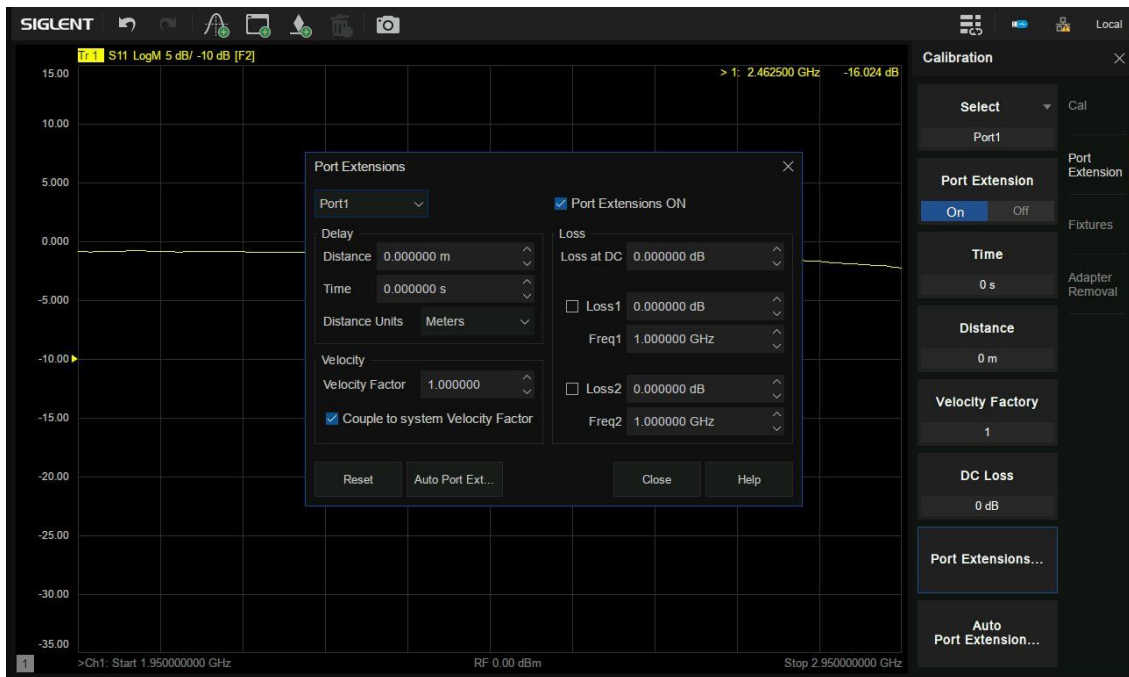 SIGLENT
Local
Tr 1 S11 LogM 5 dB/ -10 dB [F2]
> 1: 2.462500 GHz -16.024 dB
15.00
10.00
5.000
0.000
-5.000
-10.00
-15.00
-20.00
-25.00
-30.00
-35.00
1
>Ch1: Start 1.950000000 GHz
RF 0.00 dBm
Stop 2.950000000 GHz
Port Extensions
Port1
Port Extensions ON
Delay
Distance 0.000000 m
Time 0.000000 s
Distance Units Meters
Velocity
Velocity Factor 1.000000
Couple to system Velocity Factor
Loss
Loss at DC 0.000000 dB
Loss1 0.000000 dB
Freq1 1.000000 GHz
Loss2 0.000000 dB
Freq2 1.000000 GHz
Reset
Auto Port Ext...
Close
Help
Calibration
Select
Port1
Port Extension
On Off
Time
0 s
Distance
0 m
Velocity Factory
1
DC Loss
0 dB
Port Extensions...
Auto
Port Extension...
Cal
Port
Extension
Fixtures
Adapter
Removal